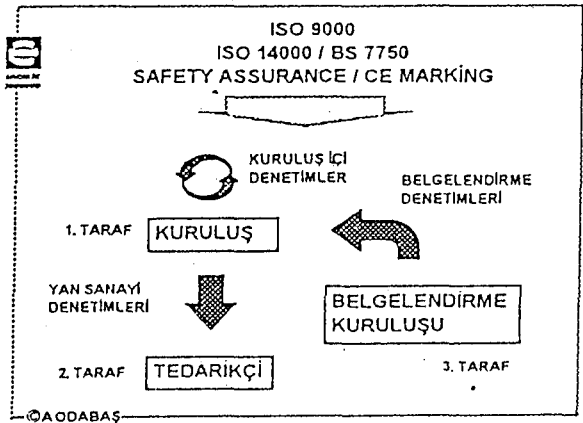 ISO 9000
ISO 14000 / BS 7750
SAFETY ASSURANCE / CE MARKİNG
KURULUŞ İÇİ
DENETİMLER
BELGELENDİRME
DENETİMLERİ
1. TARAF
KURULUŞ
YAN SANAYİ
DENETİMLERİ
BELGELENDİRME
KURULUŞU
2. TARAF
TEDARİKÇİ
3. TARAF
©A ODABAŞ